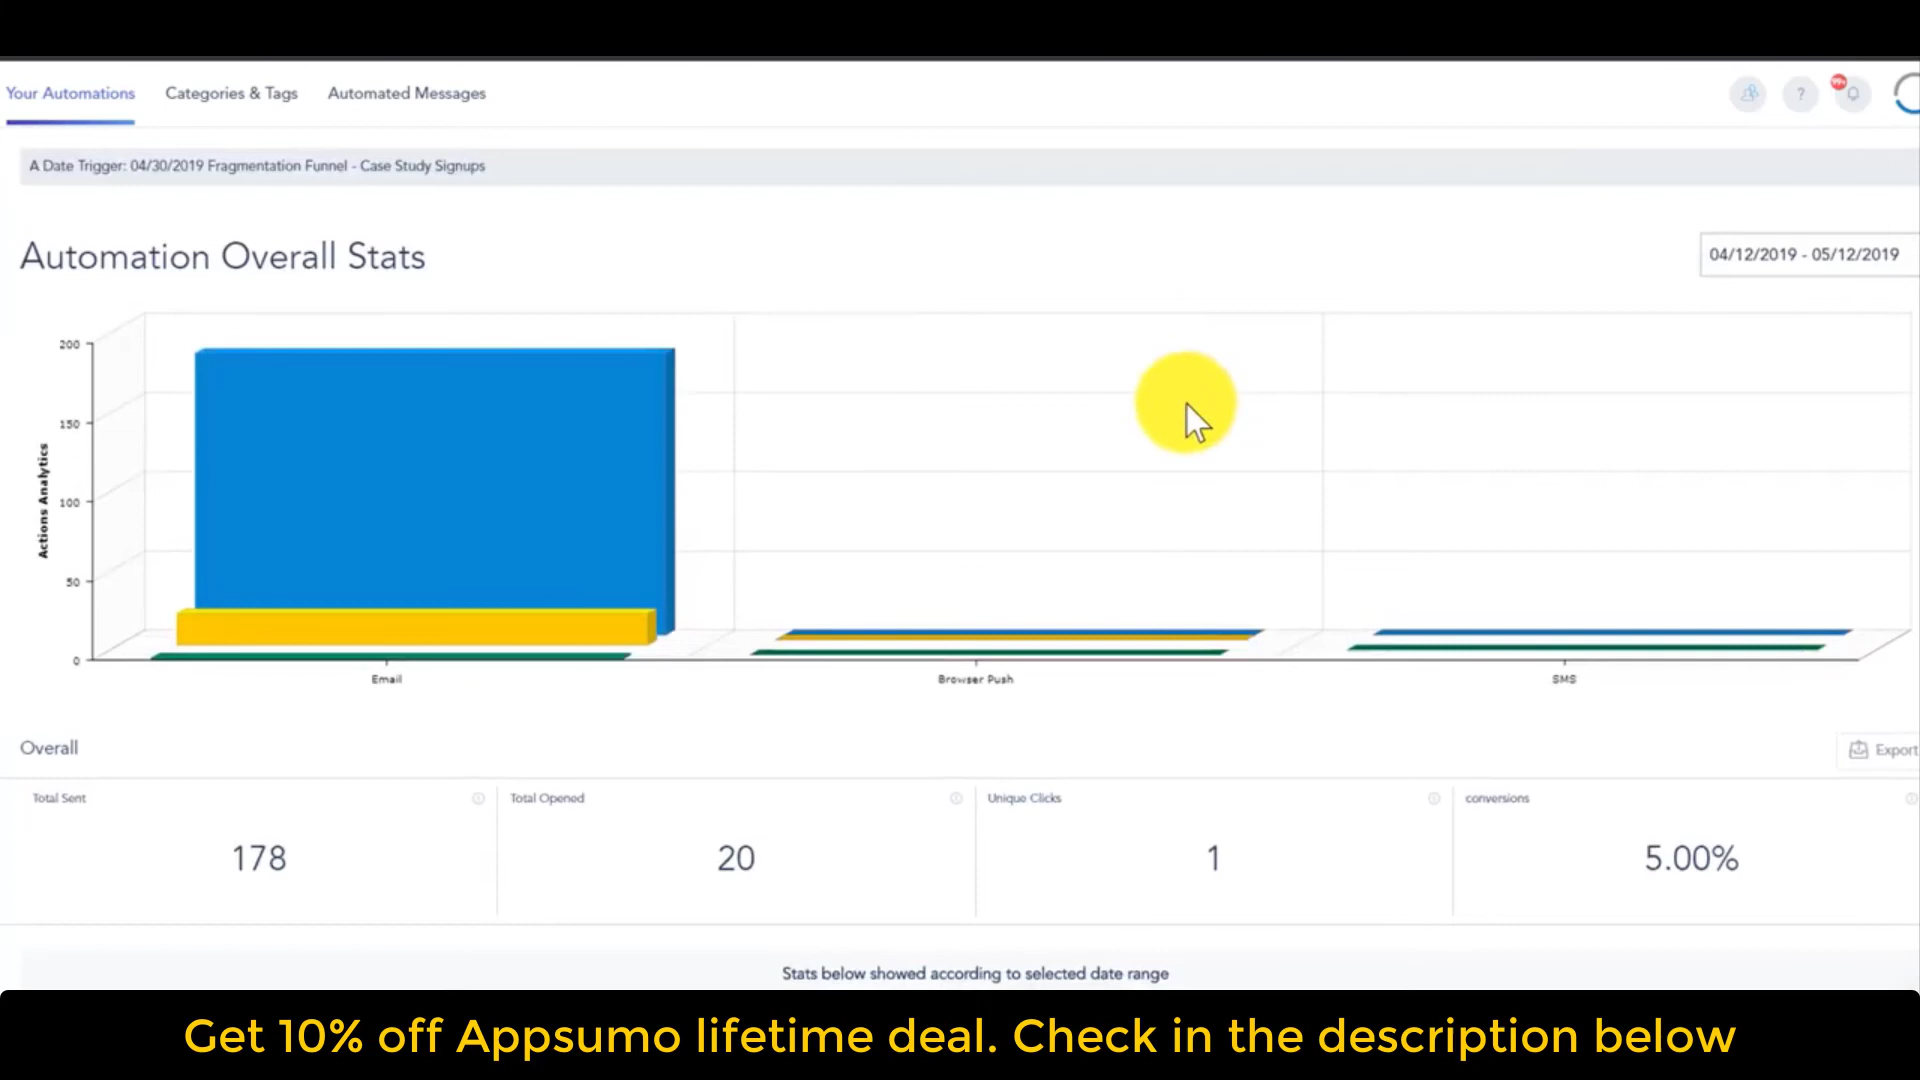 Your Automations
Categories & Tags
Automated Messages
?
99+
A Date Trigger: 04/30/2019 Fragmentation Funnel - Case Study Signups
Automation Overall Stats
04/12/2019 - 05/12/2019
Actions Analytics
200
150
100
50
0
Email
Browser Push
SMS
Overall
Export
Total Sent
Total Opened
Unique Clicks
conversions
178
20
1
5.00%
Stats below showed according to selected date range
Get 10% off Appsumo lifetime deal. Check in the description below